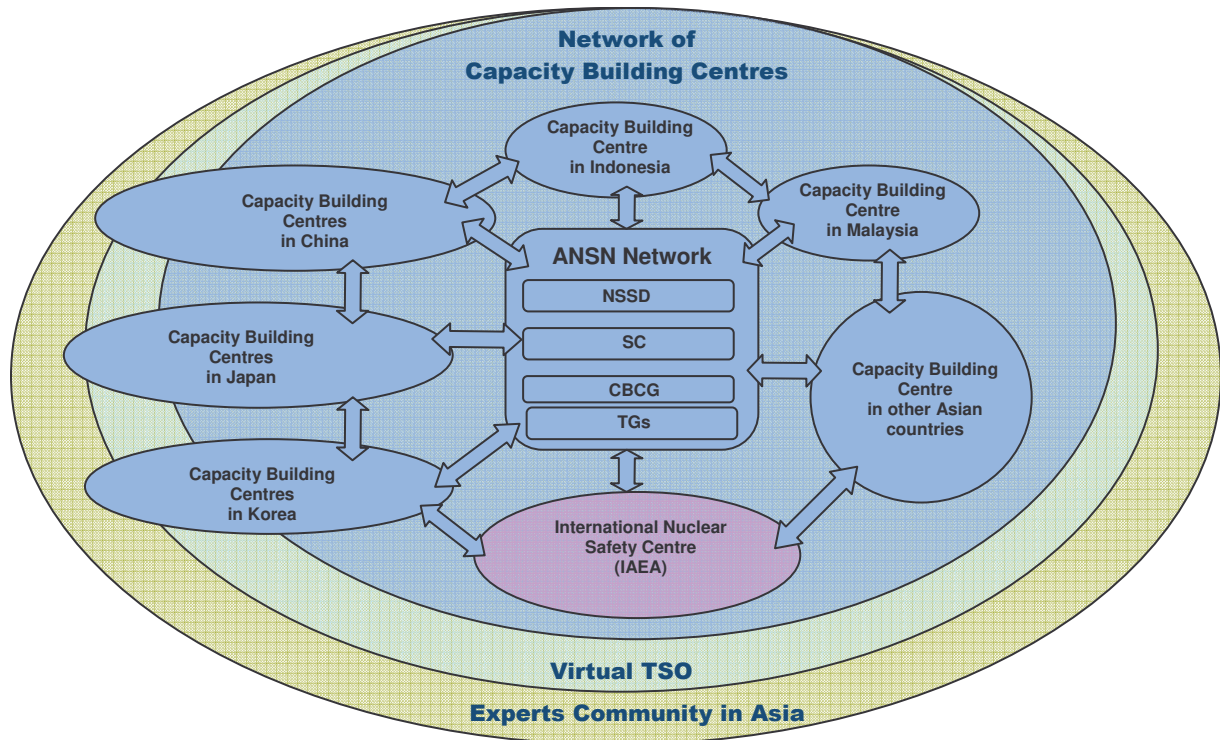 Network of
Capacity Building Centres
Capacity Building
Centre
in Indonesia
Capacity Building
Centres
in China
Capacity Building
Centre
in Malaysia
ANSN Network
NSSD
SC
CBCG
TGs
Capacity Building
Centres
in Japan
Capacity Building
Centre
in other Asian
countries
Capacity Building
Centres
in Korea
International Nuclear
Safety Centre
(IAEA)
Virtual TSO
Experts Community in Asia